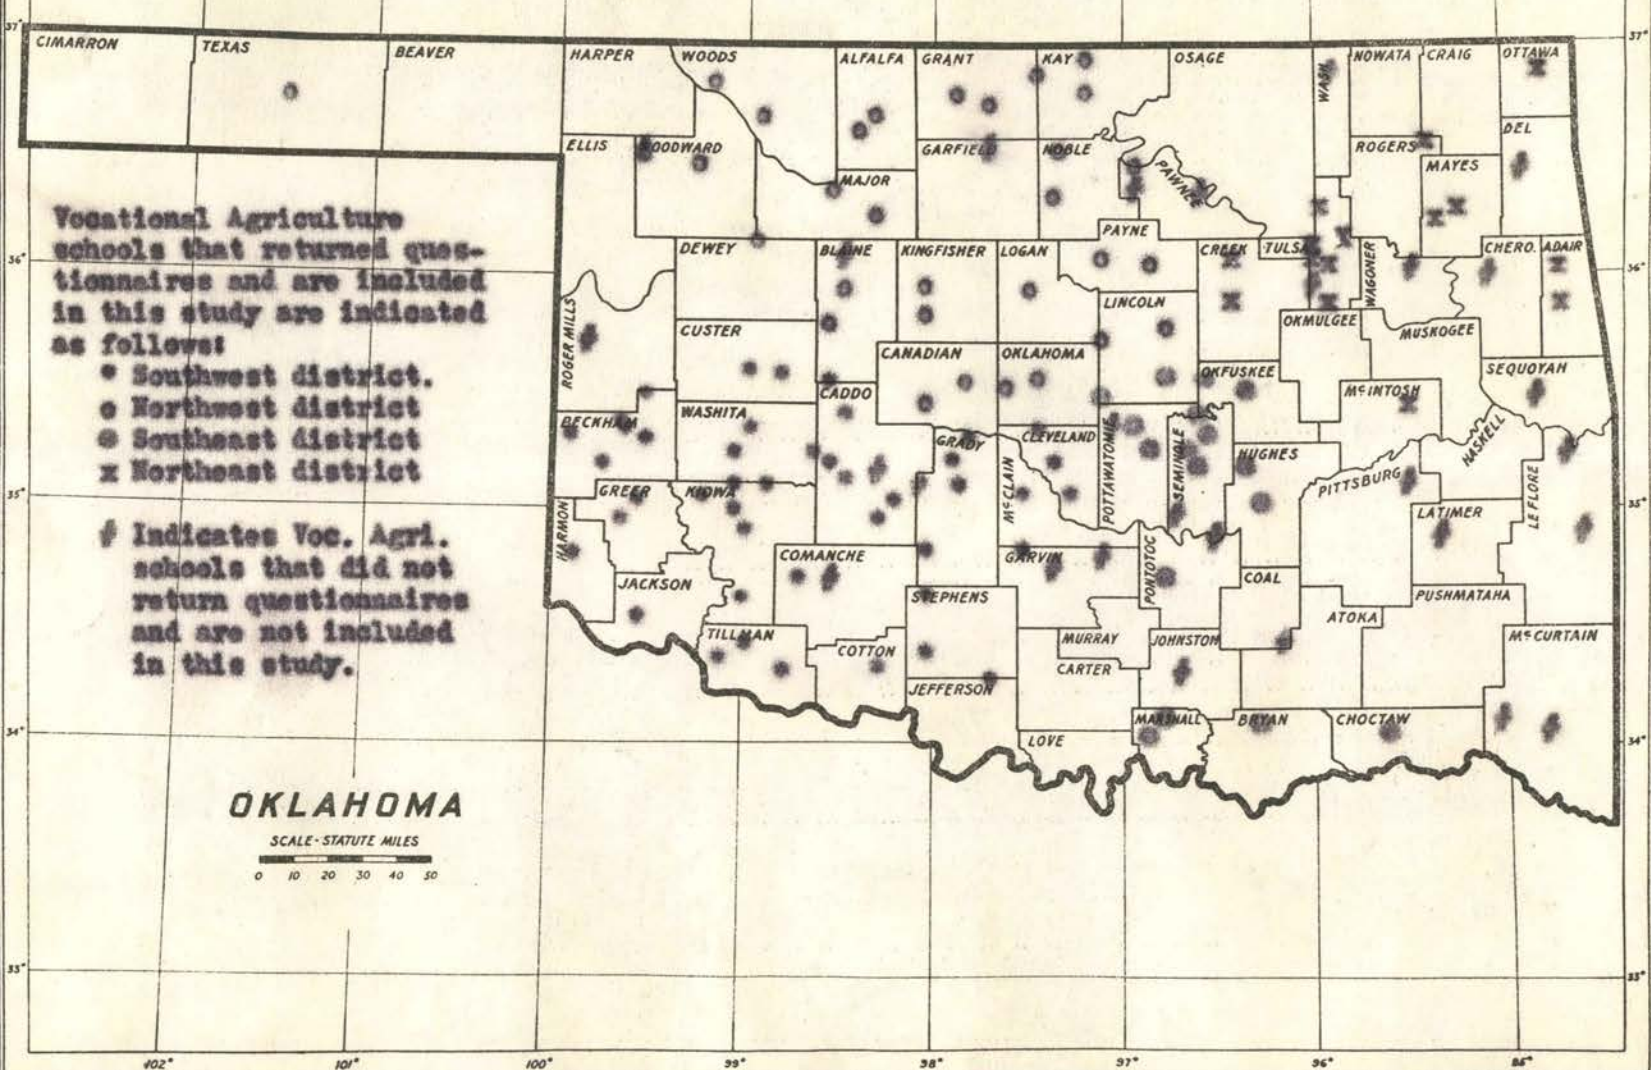 37°
37°
CIMARRON
TEXAS
BEAVER
HARPER
WOODS
ALFALFA
GRANT
KAY
OSAGE
WASH.
NOWATA
CRAIG
OTTAWA
DEL
ELLIS
WOODWARD
GARFIELD
NOBLE
PAWNEE
ROGERS
MAYES
MAJOR
Vocational Agriculture
schools that returned ques-
tionnaires and are included
in this study are indicated
as follows:
Southwest district.
Northwest district
Southeast district
x Northeast district
# Indicates Voc. Agri.
schools that did not
return questionnaires
and are not included
in this study.
36°
36°
DEWEY
BLAINE
KINGFISHER
LOGAN
PAYNE
CREEK
TULSA
WAGONER
CHERO.
ADAIR
ROGER MILLS
CUSTER
LINCOLN
OKMULGEE
MUSKOGEE
CANADIAN
OKLAHOMA
OKFUSKEE
McINTOSH
SEQUOYAH
BECKHAM
WASHITA
CADDO
GRADY
CLEVELAND
POTTAWATOMIE
SEMINOLE
HUGHES
HASKELL
PITTSBURG
35°
35°
HARMON
GREER
KIOWA
McCLAIN
LATIMER
LE FLORE
JACKSON
COMANCHE
GARVIN
PONTOTOC
COAL
STEPHENS
ATOKA
PUSHMATAHA
TILLMAN
COTTON
MURRAY
JOHNSTON
McCURTAIN
JEFFERSON
CARTER
LOVE
MARSHALL
BRYAN
CHOCTAW
34°
34°
OKLAHOMA
SCALE-STATUTE MILES
0 10 20 30 40 50
33°
33°
102° 101° 100° 99° 98° 97° 96° 95°